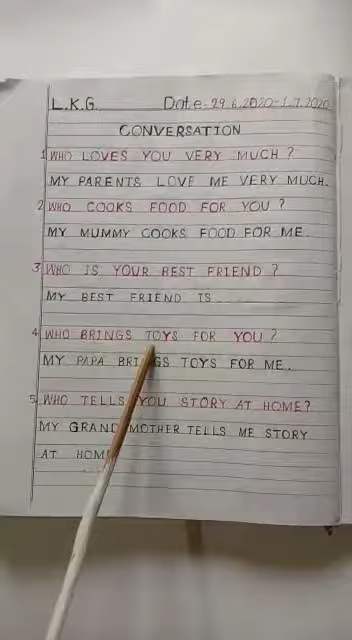 L.K.G. Date-29.6.2020-1.7.2020
CONVERSATION
1 WHO LOVES YOU VERY MUCH?
MY PARENTS LOVE ME VERY MUCH.
2 WHO COOKS FOOD FOR YOU?
MY MUMMY COOKS FOOD FOR ME.
3 WHO IS YOUR BEST FRIEND?
MY BEST FRIEND IS .....
4 WHO BRINGS TOYS FOR YOU?
MY PAPA BRINGS TOYS FOR ME.
5 WHO TELLS YOU STORY AT HOME?
MY GRAND MOTHER TELLS ME STORY
AT HOME